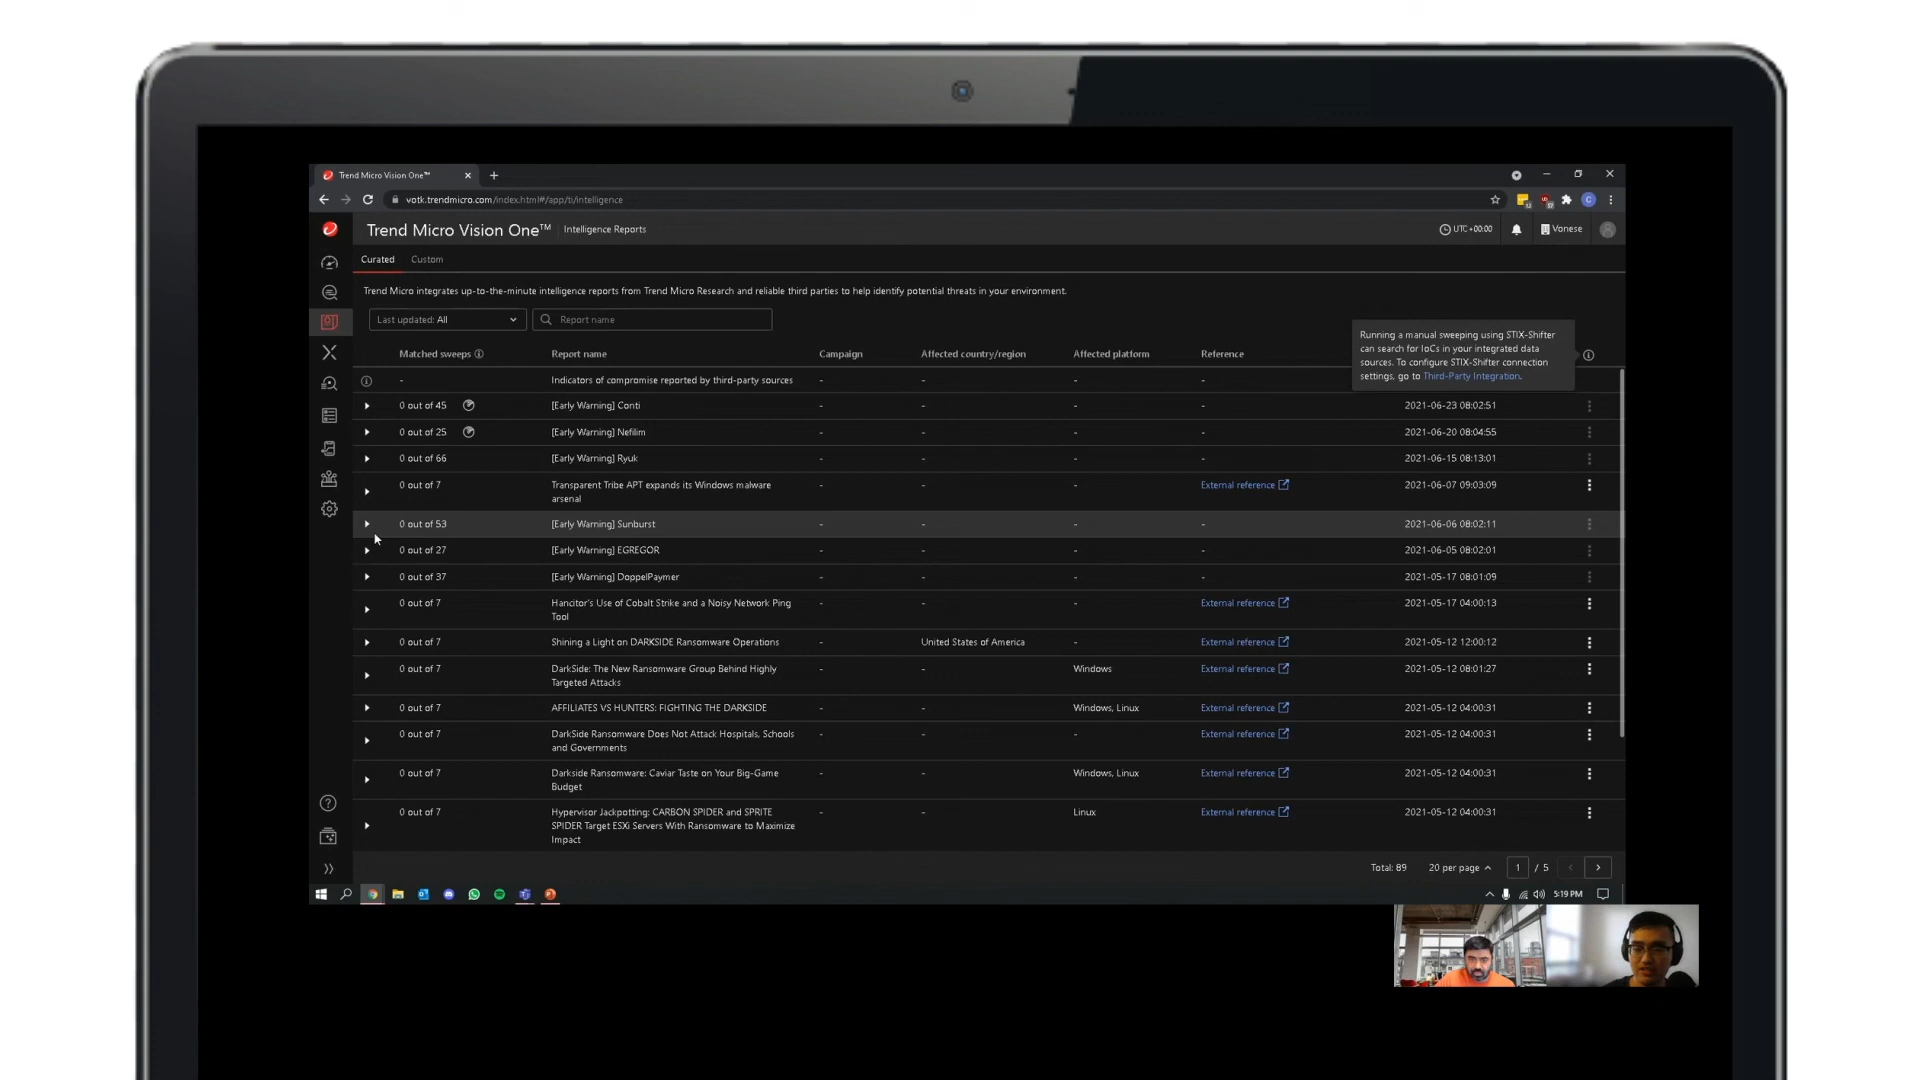 Trend Micro Vision One™
votk.trendmicro.com/index.html#/app/ti/intelligence
Trend Micro Vision One™ Intelligence Reports UTC+00:00 Vanese
Curated Custom
Trend Micro integrates up-to-the-minute intelligence reports from Trend Micro Research and reliable third parties to help identify potential threats in your environment.
Last updated: All Report name
Running a manual sweeping using STIX-Shifter
can search for IoCs in your integrated data
sources. To configure STIX-Shifter connection
settings, go to Third-Party Integration.
Matched sweeps Report name Campaign Affected country/region Affected platform Reference
- Indicators of compromise reported by third-party sources - - - -
0 out of 45 [Early Warning] Conti - - - - 2021-06-23 08:02:51
0 out of 25 [Early Warning] Nefilim - - - - 2021-06-20 08:04:55
0 out of 66 [Early Warning] Ryuk - - - - 2021-06-15 08:13:01
0 out of 7 Transparent Tribe APT expands its Windows malware - - - External reference 2021-06-07 09:03:09
arsenal
0 out of 53 [Early Warning] Sunburst - - - - 2021-06-06 08:02:11
0 out of 27 [Early Warning] EGREGOR - - - - 2021-06-05 08:02:01
0 out of 37 [Early Warning] DoppelPaymer - - - - 2021-05-17 08:01:09
0 out of 7 Hancitor's Use of Cobalt Strike and a Noisy Network Ping - - - External reference 2021-05-17 04:00:13
Tool
0 out of 7 Shining a Light on DARKSIDE Ransomware Operations - United States of America - External reference 2021-05-12 12:00:12
0 out of 7 DarkSide: The New Ransomware Group Behind Highly - - Windows External reference 2021-05-12 08:01:27
Targeted Attacks
0 out of 7 AFFILIATES VS HUNTERS: FIGHTING THE DARKSIDE - - Windows, Linux External reference 2021-05-12 04:00:31
0 out of 7 DarkSide Ransomware Does Not Attack Hospitals, Schools - - - External reference 2021-05-12 04:00:31
and Governments
0 out of 7 Darkside Ransomware: Caviar Taste on Your Big-Game - - Windows, Linux External reference 2021-05-12 04:00:31
Budget
0 out of 7 Hypervisor Jackpotting: CARBON SPIDER and SPRITE - - Linux External reference 2021-05-12 04:00:31
SPIDER Target ESXi Servers With Ransomware to Maximize
Impact
Total: 89 20 per page 1 / 5
5:19 PM